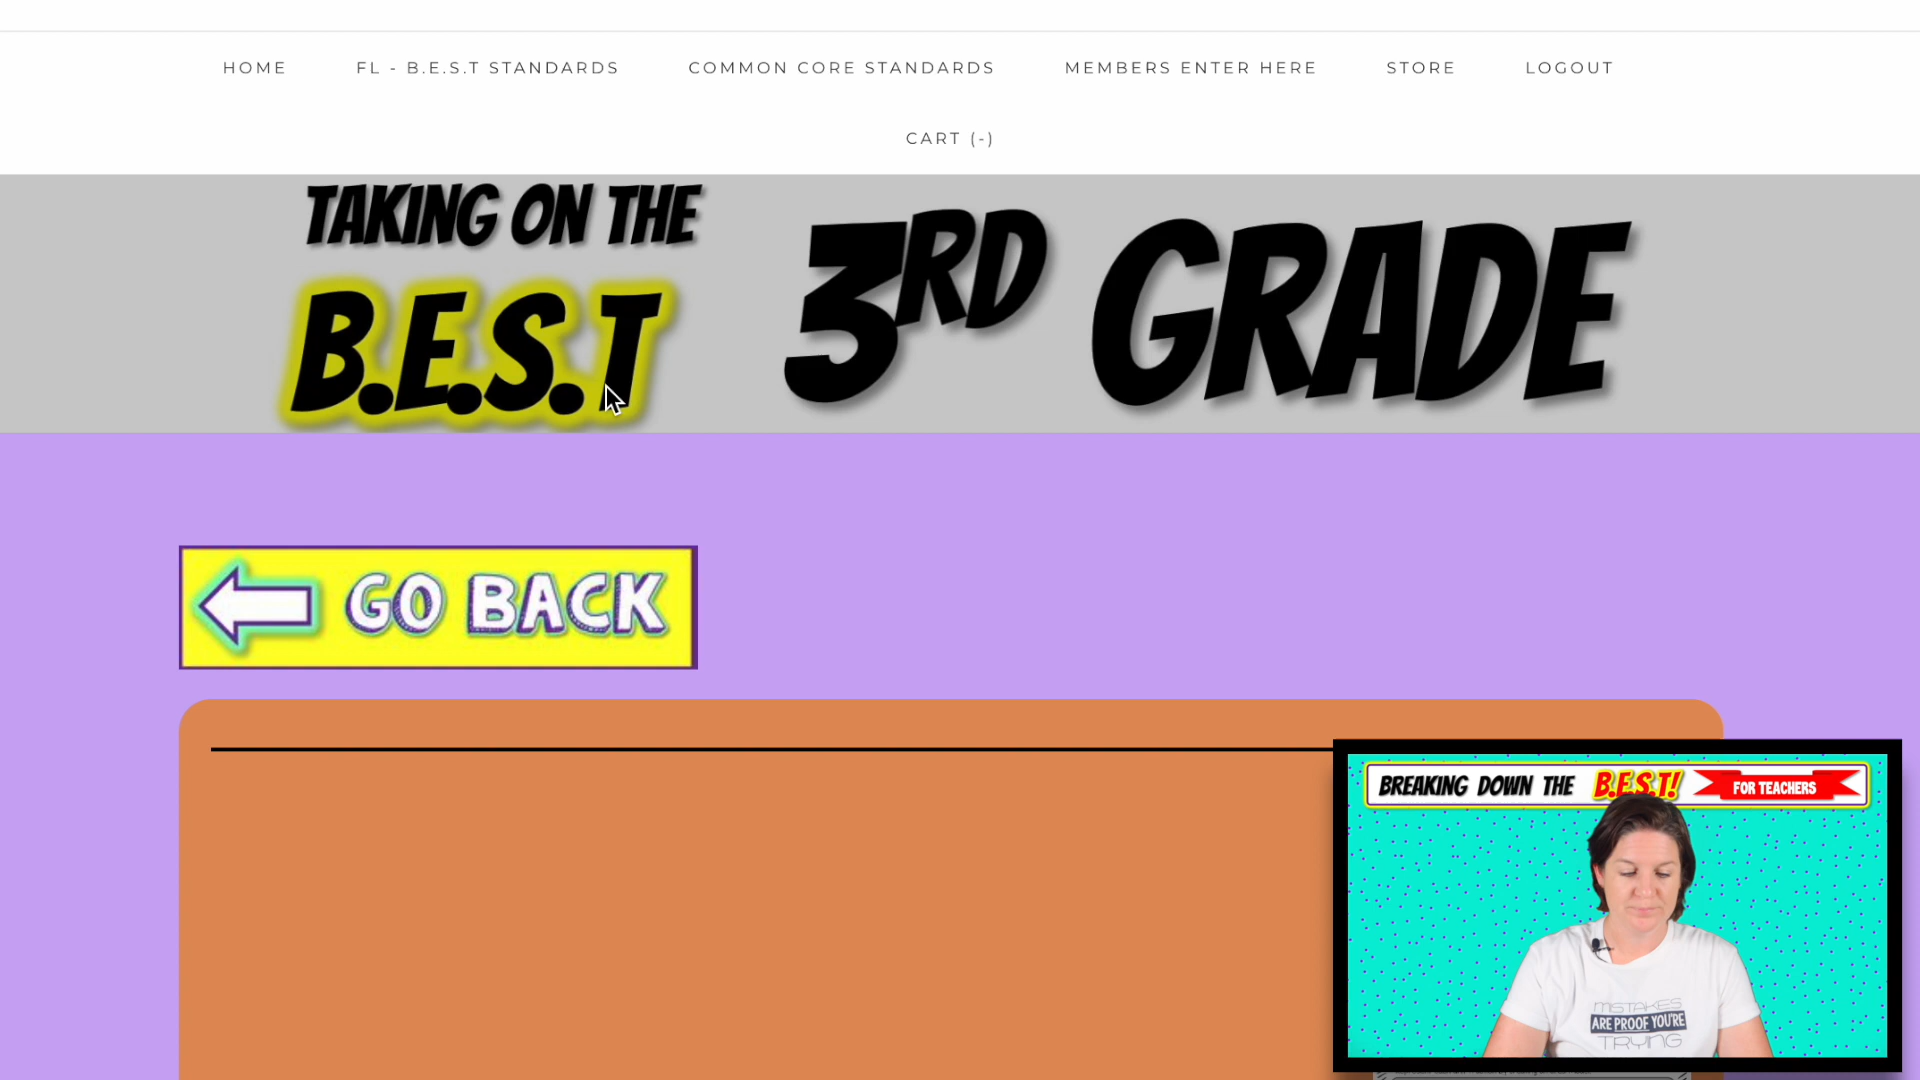 HOME FL - B.E.S.T STANDARDS COMMON CORE STANDARDS MEMBERS ENTER HERE STORE LOGOUT
CART (-)
TAKING ON THE
B.E.S.T
3RD GRADE
GO BACK
BREAKING DOWN THE B.E.S.T! FOR TEACHERS
MISTAKES
ARE PROOF YOU'RE
TRYING